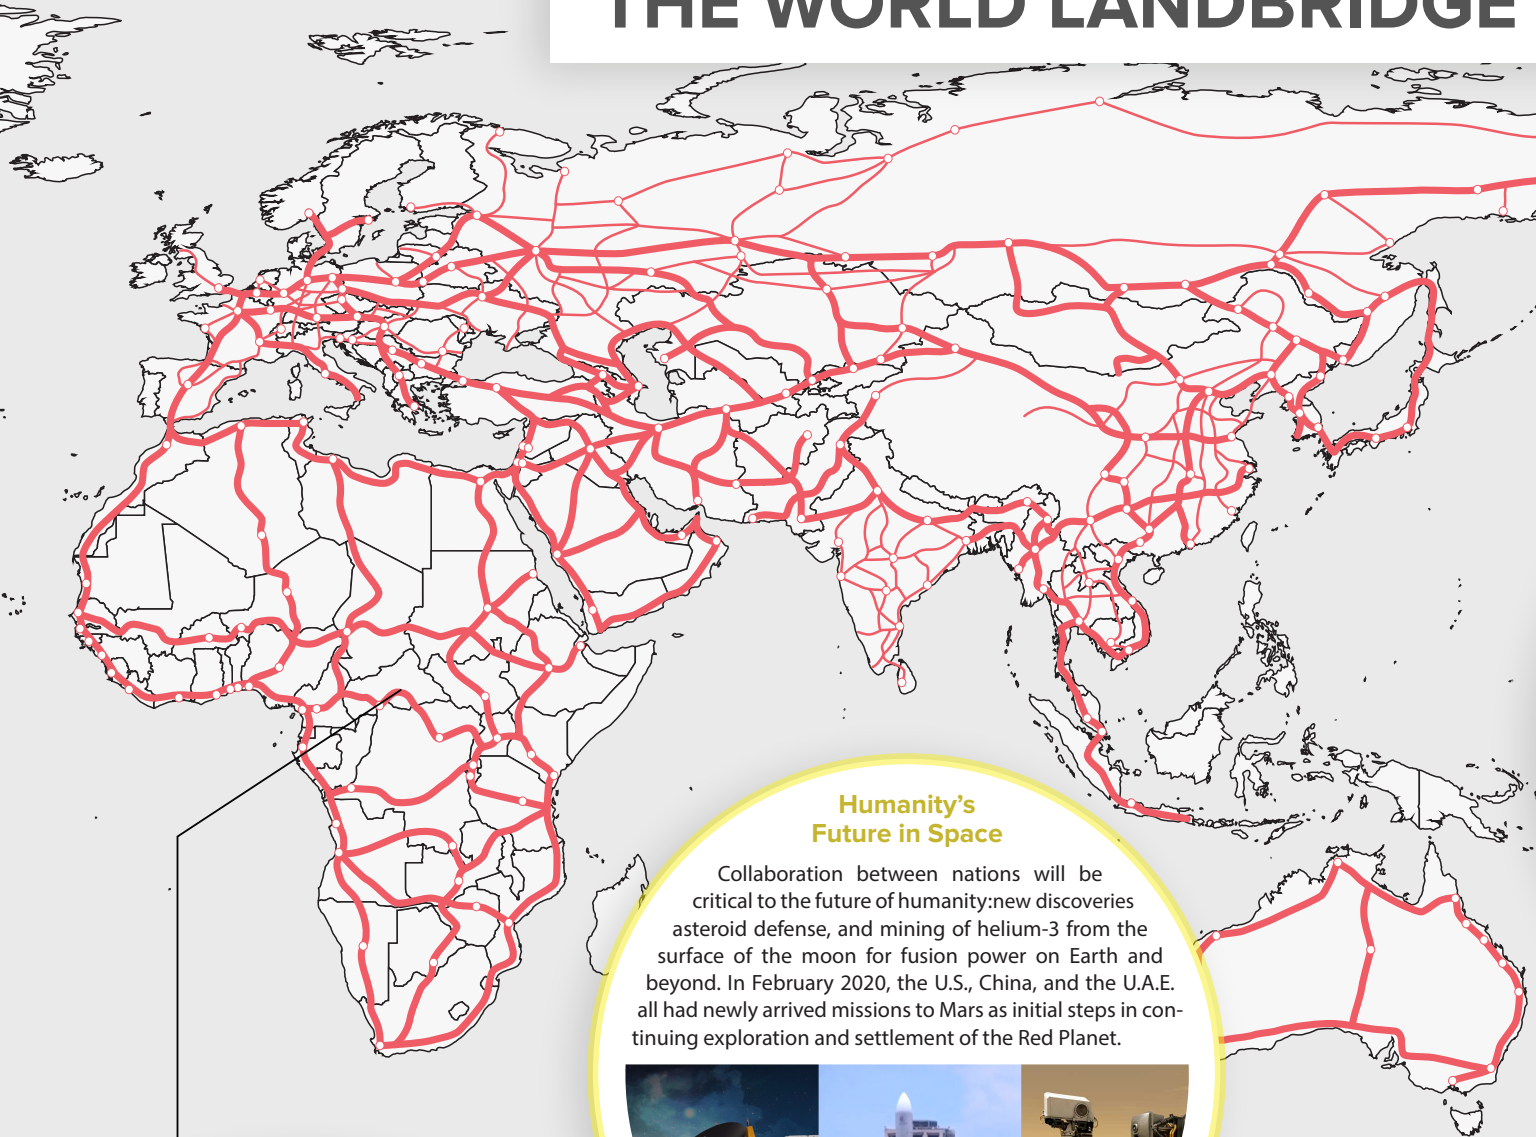 THE WORLD LANDBRIDGE
Humanity’s
Future in Space
Collaboration between nations will be
critical to the future of humanity:new discoveries
asteroid defense, and mining of helium-3 from the
surface of the moon for fusion power on Earth and
beyond. In February 2020, the U.S., China, and the U.A.E.
all had newly arrived missions to Mars as initial steps in con-
tinuing exploration and settlement of the Red Planet.